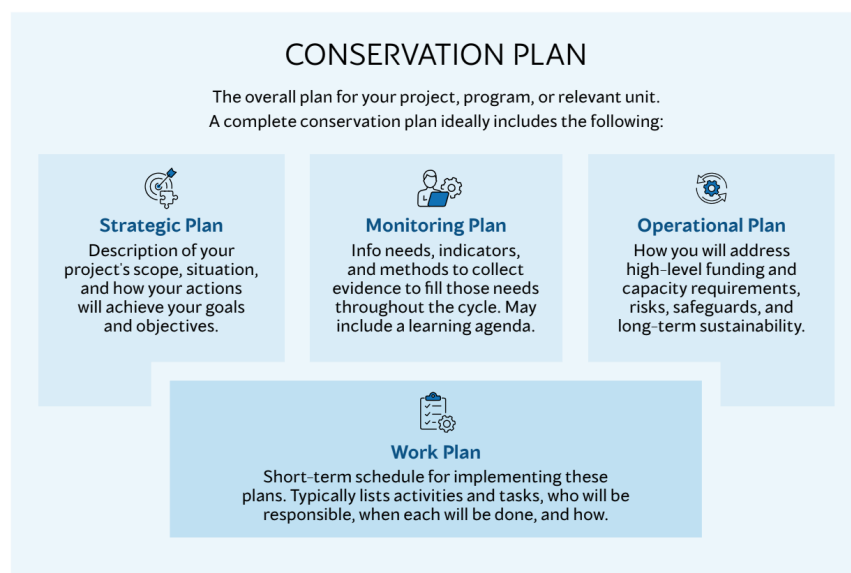 CONSERVATION PLAN
The overall plan for your project, program, or relevant unit.
A complete conservation plan ideally includes the following:
Strategic Plan
Description of your
project's scope, situation,
and how your actions
will achieve your goals
and objectives.
Monitoring Plan
Info needs, indicators,
and methods to collect
evidence to fill those needs
throughout the cycle. May
include a learning agenda.
Operational Plan
How you will address
high-level funding and
capacity requirements,
risks, safeguards, and
long-term sustainability.
Work Plan
Short-term schedule for implementing these
plans. Typically lists activities and tasks, who will be
responsible, when each will be done, and how.